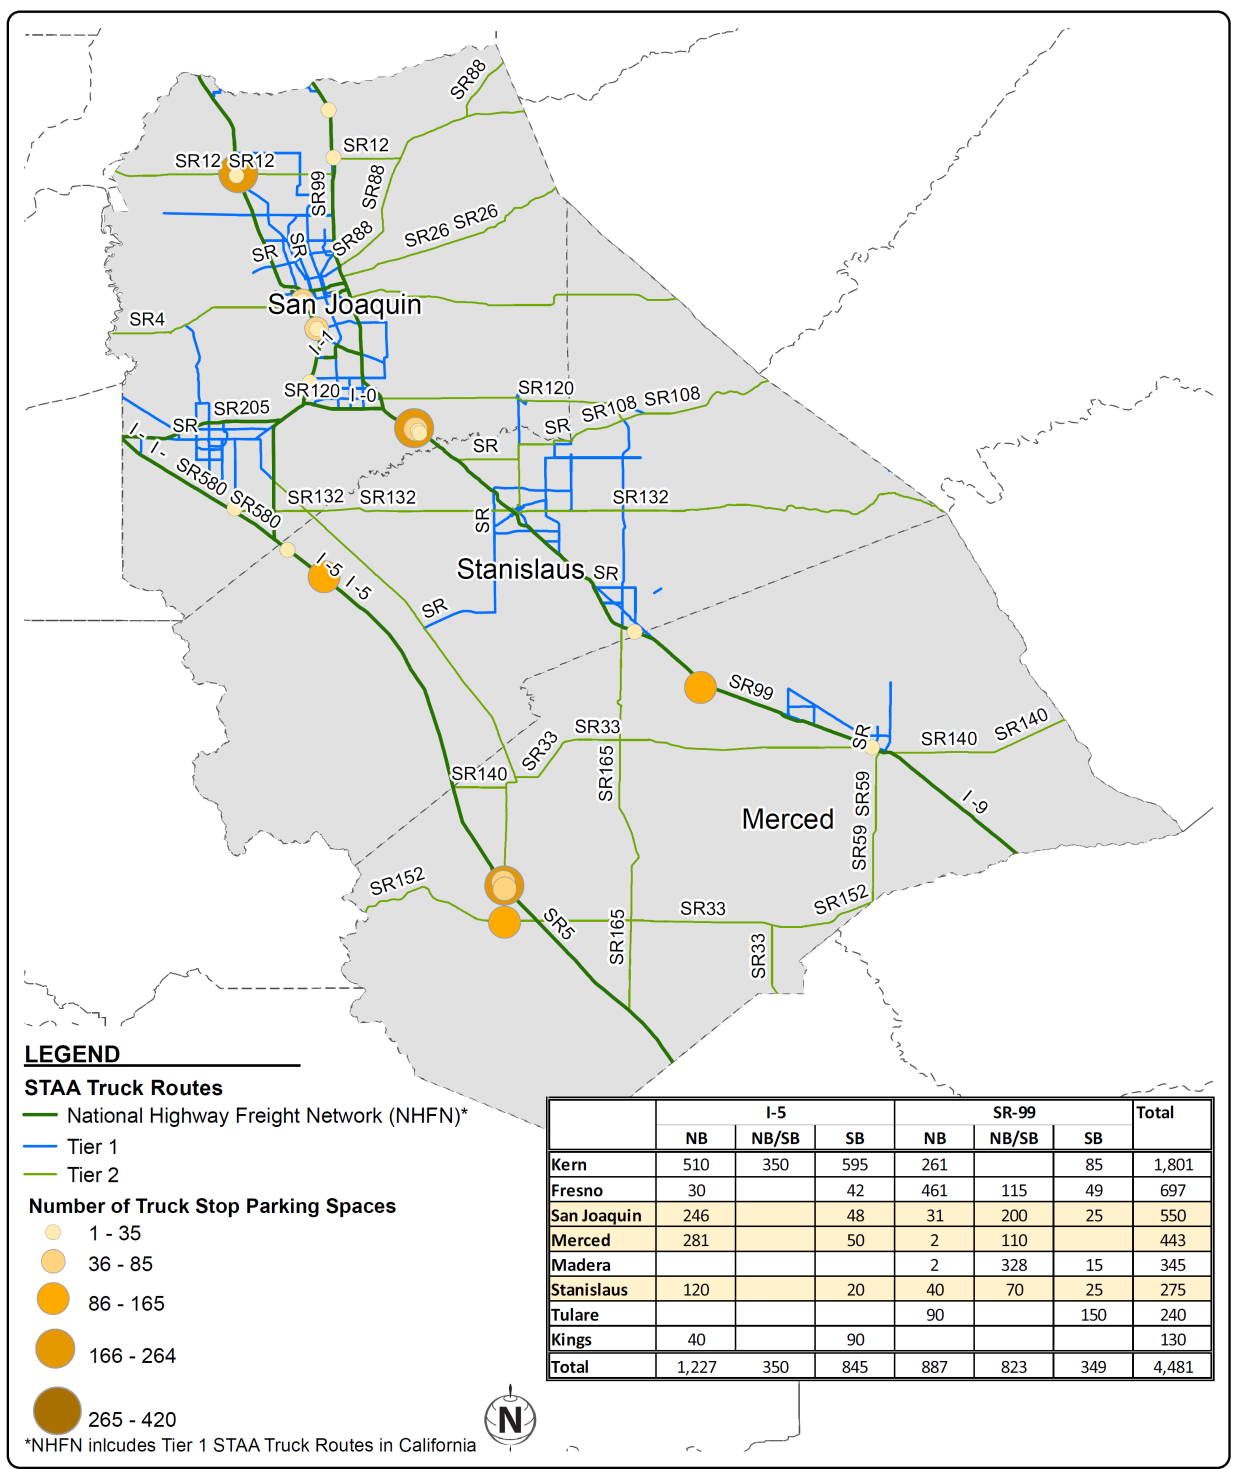 SR88
SR12
SR12 SR12
SR99
SR88
SR26 SR26
SR88
SR
SR
San Joaquin
SR4
I-1
SR120 I-0
SR120
SR205
SR108 SR108
SR
SR
SR
I- I-
SR580 SR580
SR132 SR132
SR132
SR
Stanislaus
SR
I-5 I-5
SR
SR99
SR33
SR
SR140
SR140
SR33
SR140
SR165
SR59
I-9
Merced
SR59
SR152
SR152
SR33
SR5
SR165
SR33
LEGEND
STAA Truck Routes
National Highway Freight Network (NHFN)*
Tier 1
Tier 2
Number of Truck Stop Parking Spaces
1 - 35
36 - 85
86 - 165
166 - 264
265 - 420
*NHFN inlcudes Tier 1 STAA Truck Routes in California
N
I-5 SR-99 Total
NB NB/SB SB NB NB/SB SB
Kern 510 350 595 261 85 1,801
Fresno 30 42 461 115 49 697
San Joaquin 246 48 31 200 25 550
Merced 281 50 2 110 443
Madera 2 328 15 345
Stanislaus 120 20 40 70 25 275
Tulare 90 150 240
Kings 40 90 130
Total 1,227 350 845 887 823 349 4,481